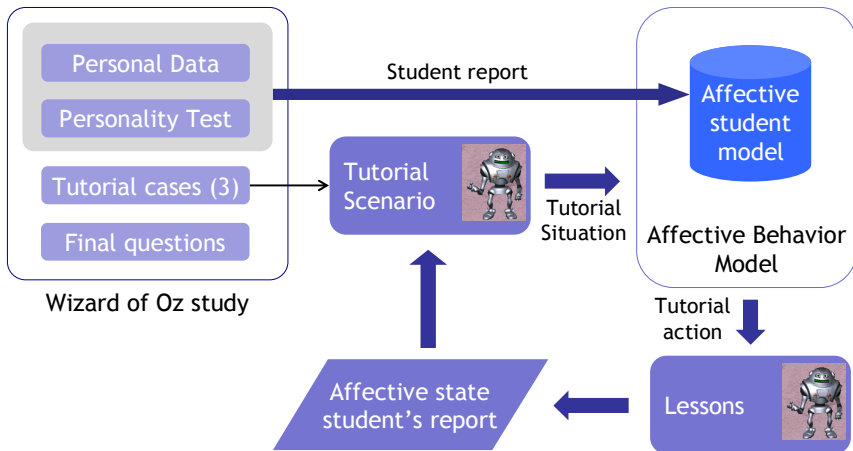 Personal Data
Personality Test
Tutorial cases (3)
Final questions
Wizard of Oz study
Student report
Tutorial
Scenario
Tutorial
Situation
Affective
student
model
Affective Behavior
Model
Tutorial
action
Lessons
Affective state
student’s report